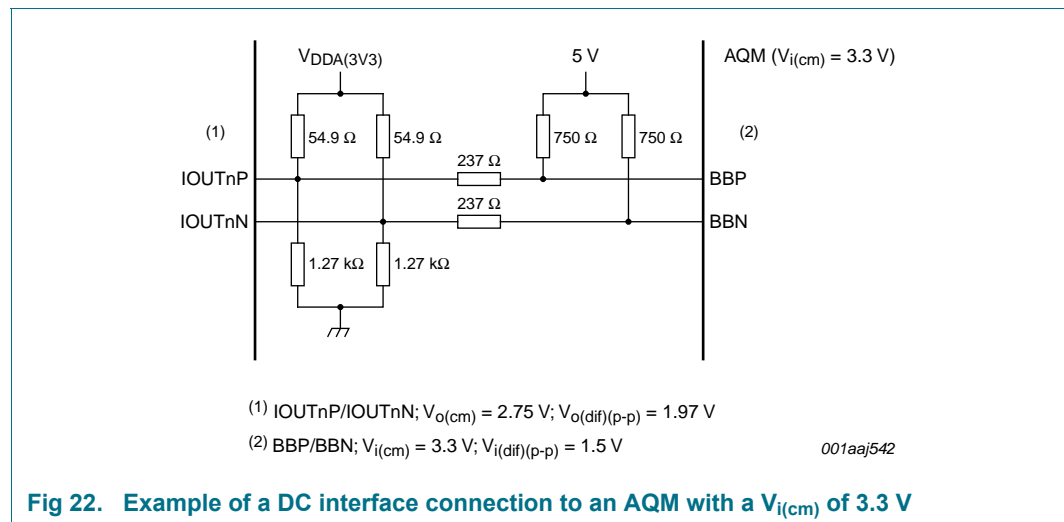 VDDA(3V3) 5 V AQM (Vi(cm) = 3.3 V)
(1) 54.9 Ω 54.9 Ω 750 Ω 750 Ω (2)
237 Ω
IOUTnP BBP
237 Ω
IOUTnN BBN
1.27 kΩ 1.27 kΩ
(1) IOUTnP/IOUTnN; Vo(cm) = 2.75 V; Vo(dif)(p-p) = 1.97 V
(2) BBP/BBN; Vi(cm) = 3.3 V; Vi(dif)(p-p) = 1.5 V 001aaj542
Fig 22. Example of a DC interface connection to an AQM with a Vi(cm) of 3.3 V